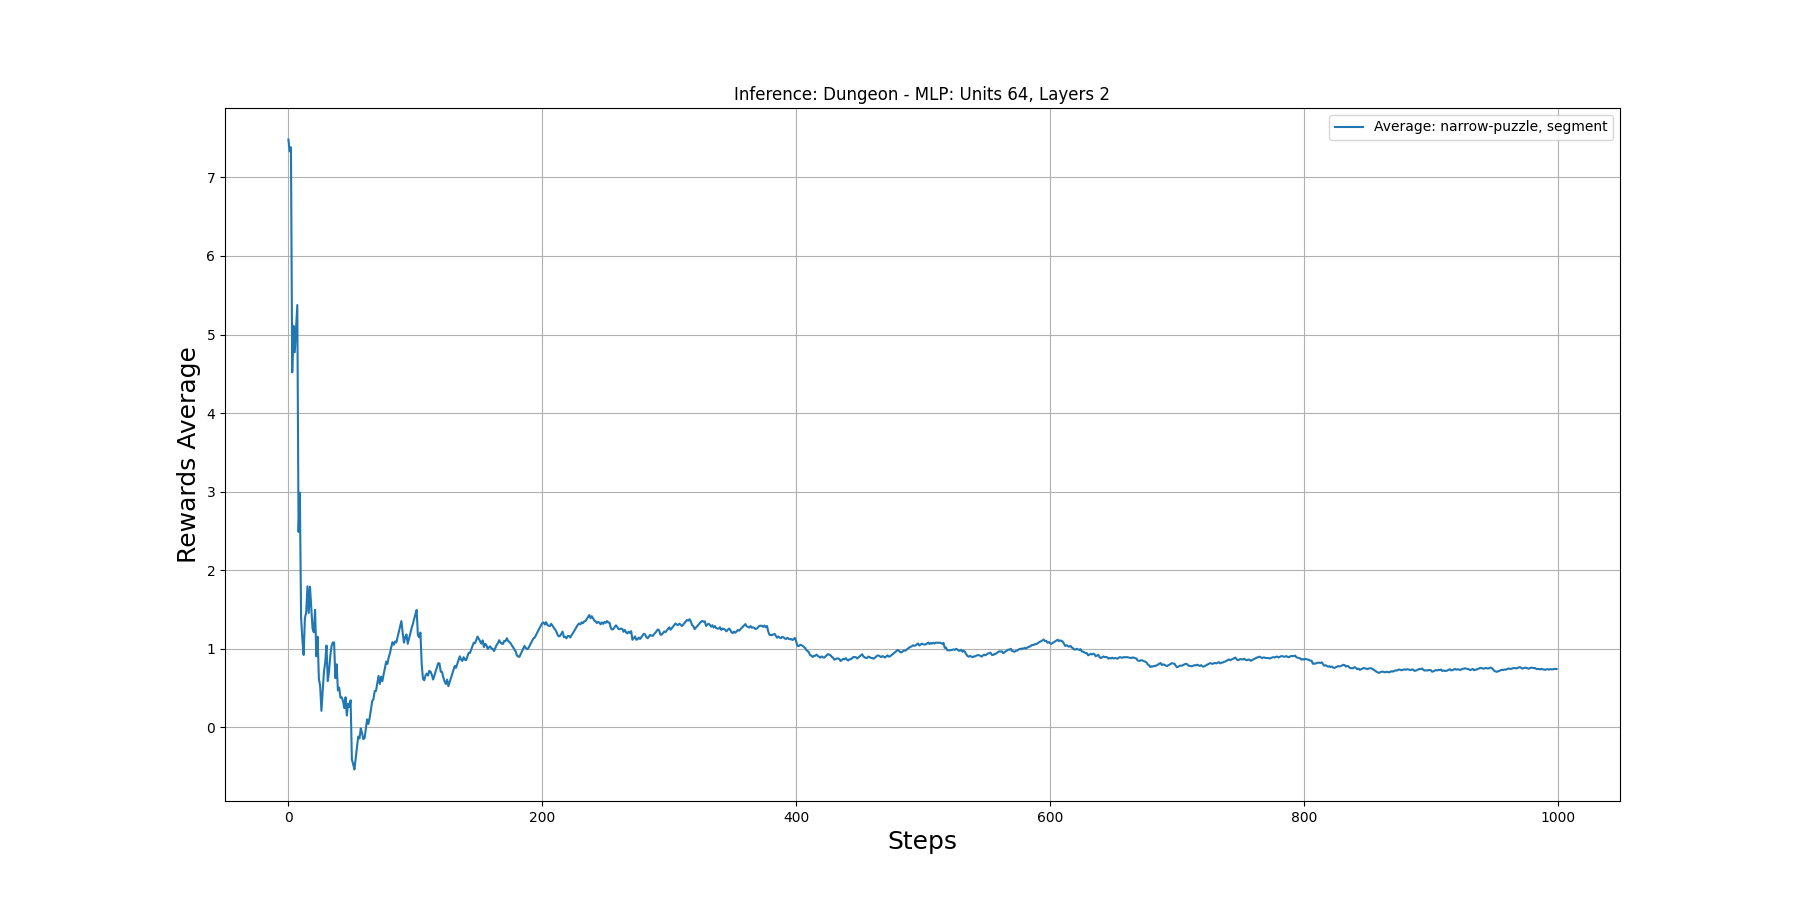 Inference: Dungeon - MLP: Units 64, Layers 2
Average: narrow-puzzle, segment
Rewards Average
7
6
5
4
3
2
1
0
0 200 400 600 800 1000
Steps